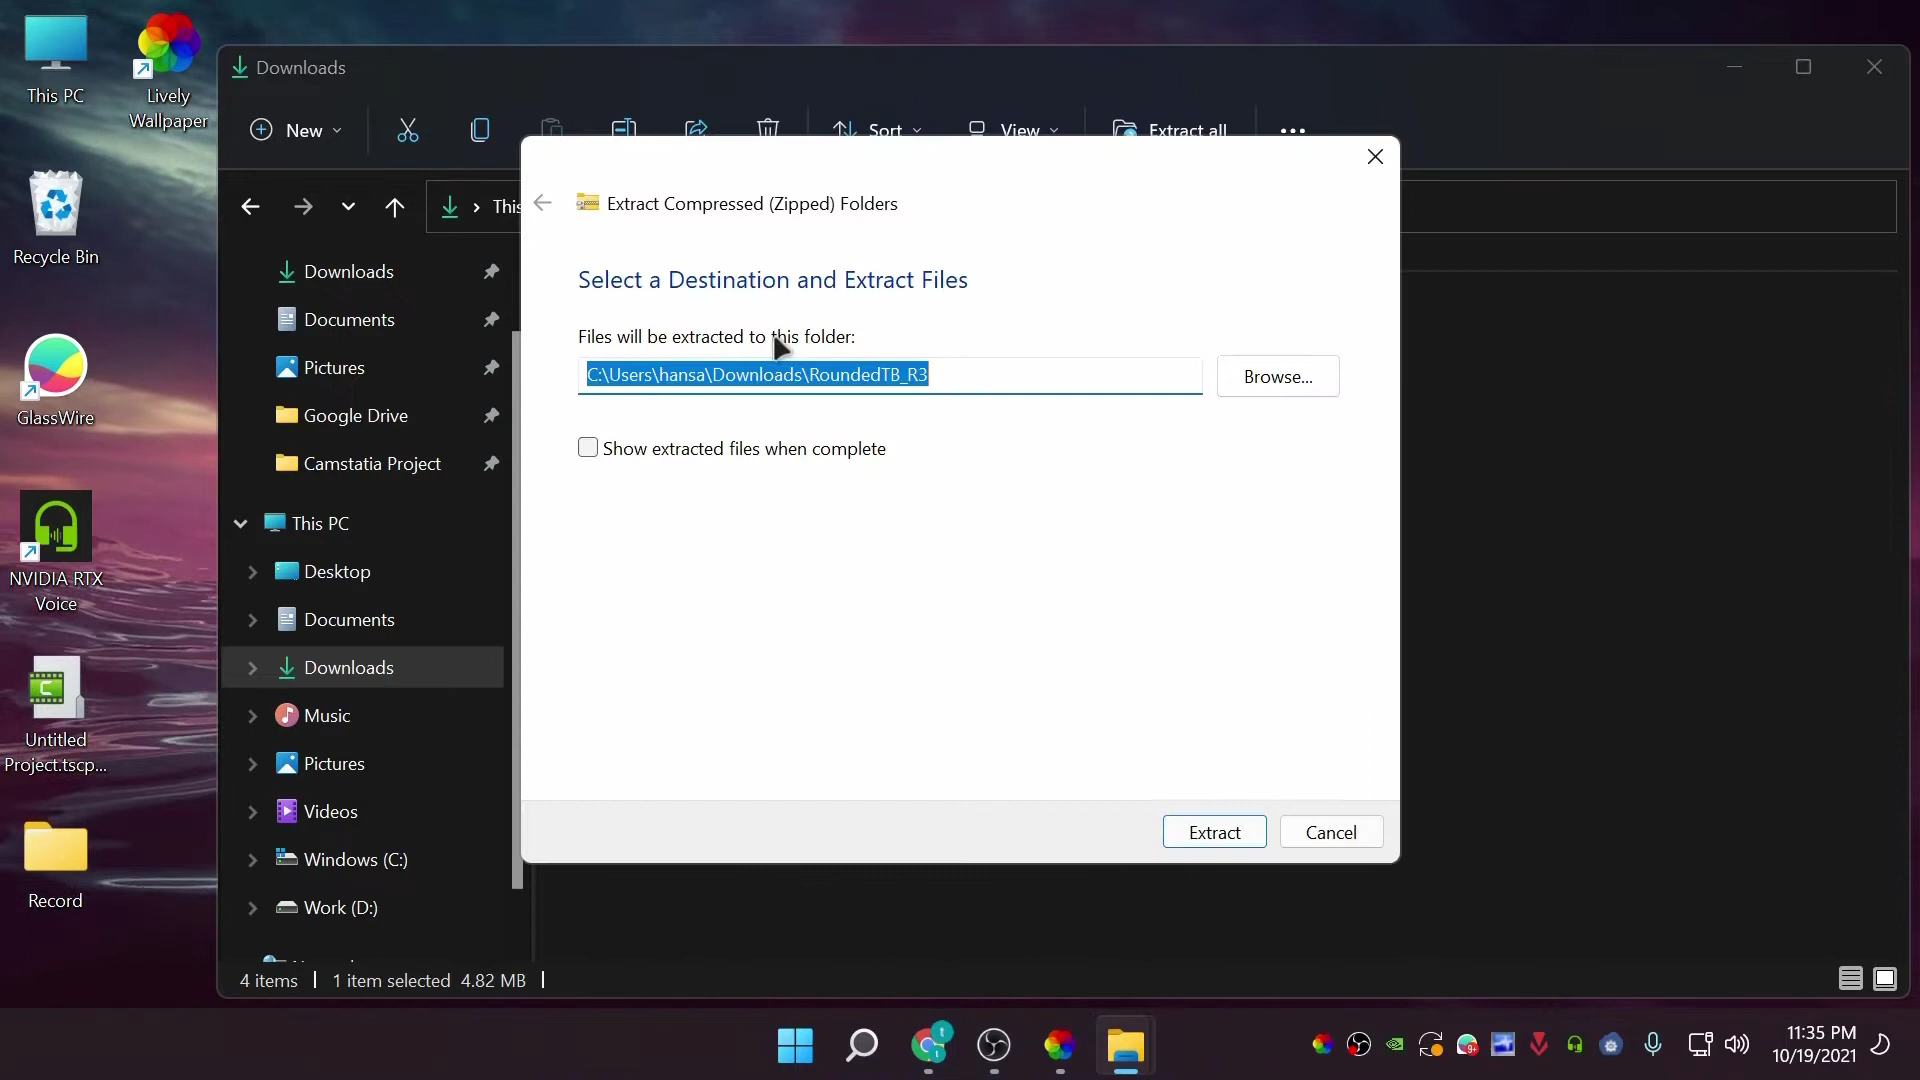 This PC
Lively
Wallpaper
Recycle Bin
GlassWire
NVIDIA RTX
Voice
Untitled
Project.tscp...
Record
Downloads
New
Sort
View
Extract all
This
Downloads
Documents
Pictures
Google Drive
Camstatia Project
This PC
Desktop
Documents
Downloads
Music
Pictures
Videos
Windows (C:)
Work (D:)
4 items
1 item selected 4.82 MB
Extract Compressed (Zipped) Folders
Select a Destination and Extract Files
Files will be extracted to this folder:
C:\Users\hansa\Downloads\RoundedTB_R3
Browse...
Show extracted files when complete
Extract
Cancel
t
t
9+
11:35 PM
10/19/2021